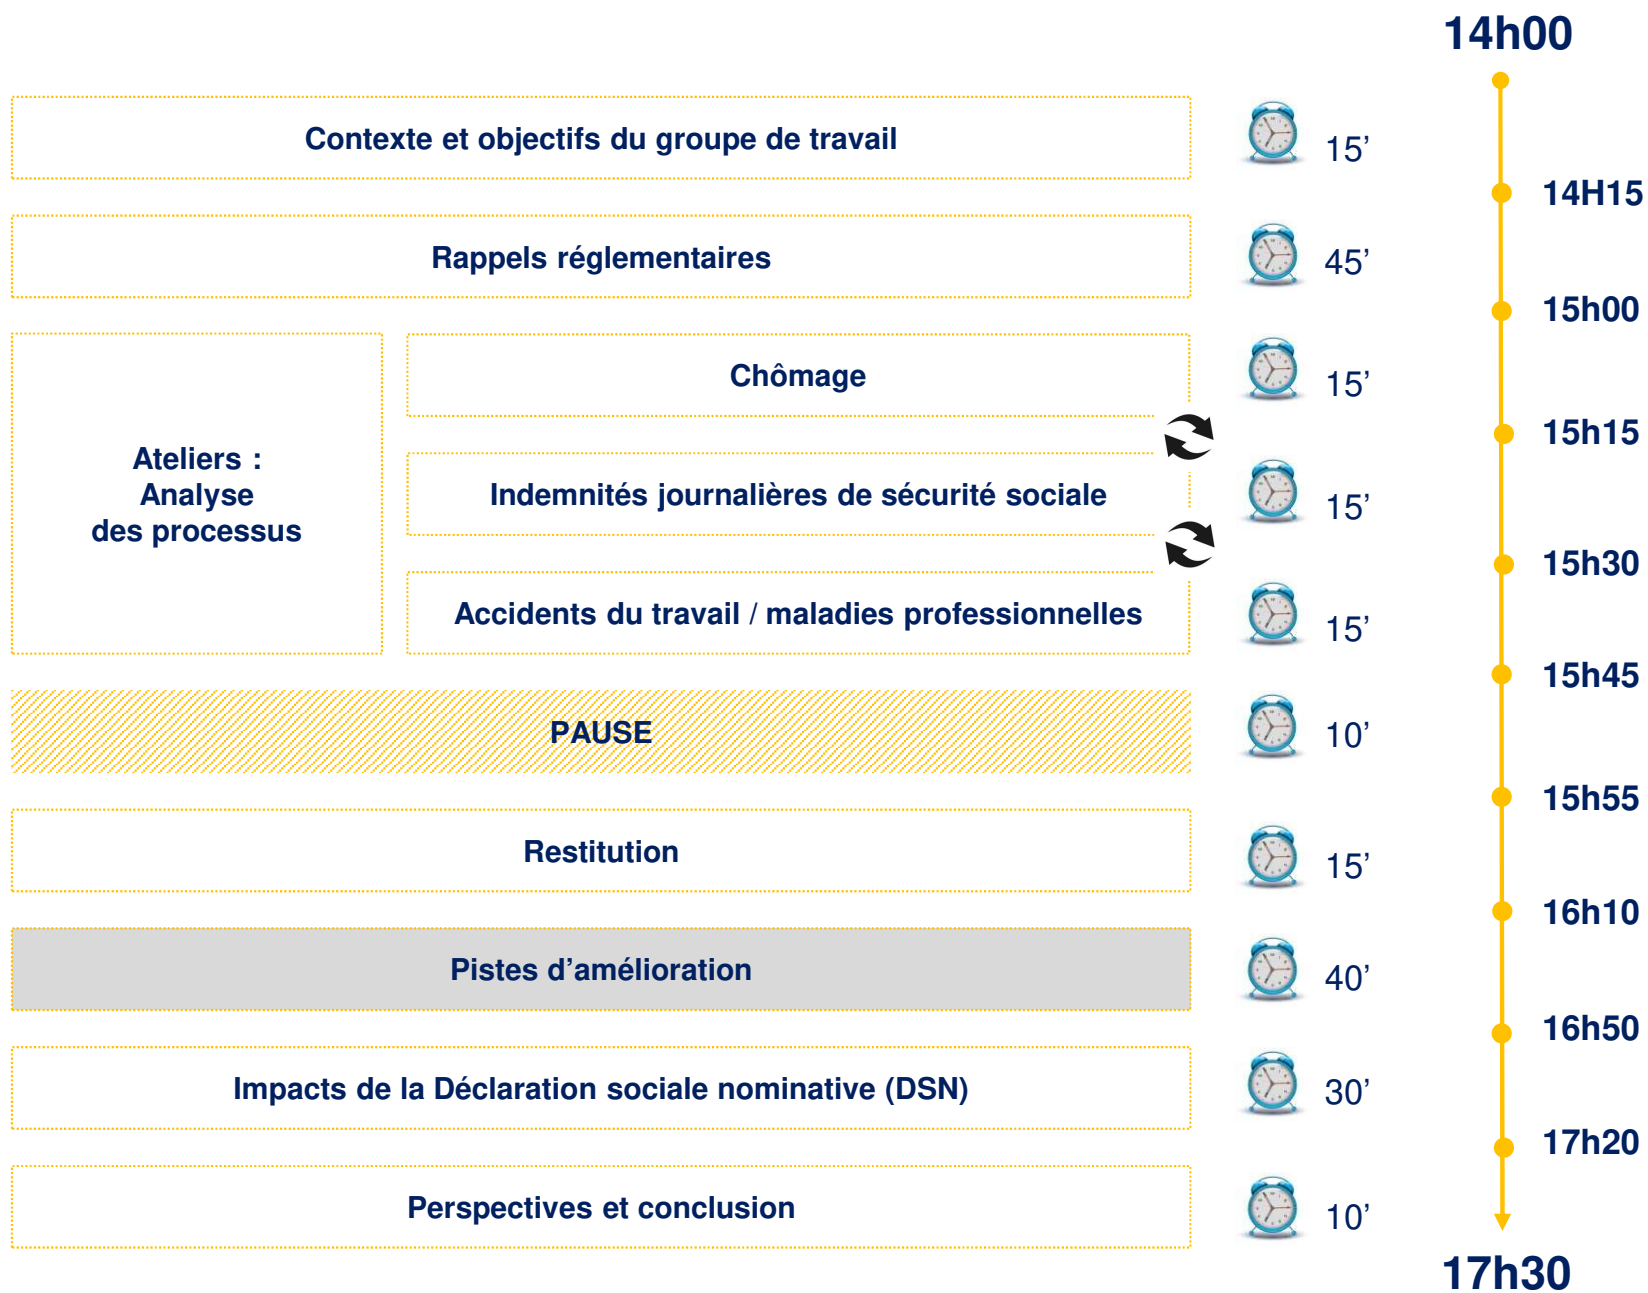 14h00
Contexte et objectifs du groupe de travail
15’
14H15
Rappels réglementaires
45’
15h00
Ateliers :
Analyse
des processus
Chômage
15’
15h15
Indemnités journalières de sécurité sociale
15’
15h30
Accidents du travail / maladies professionnelles
15’
15h45
PAUSE
10’
15h55
Restitution
15’
16h10
Pistes d’amélioration
40’
16h50
Impacts de la Déclaration sociale nominative (DSN)
30’
17h20
Perspectives et conclusion
10’
17h30